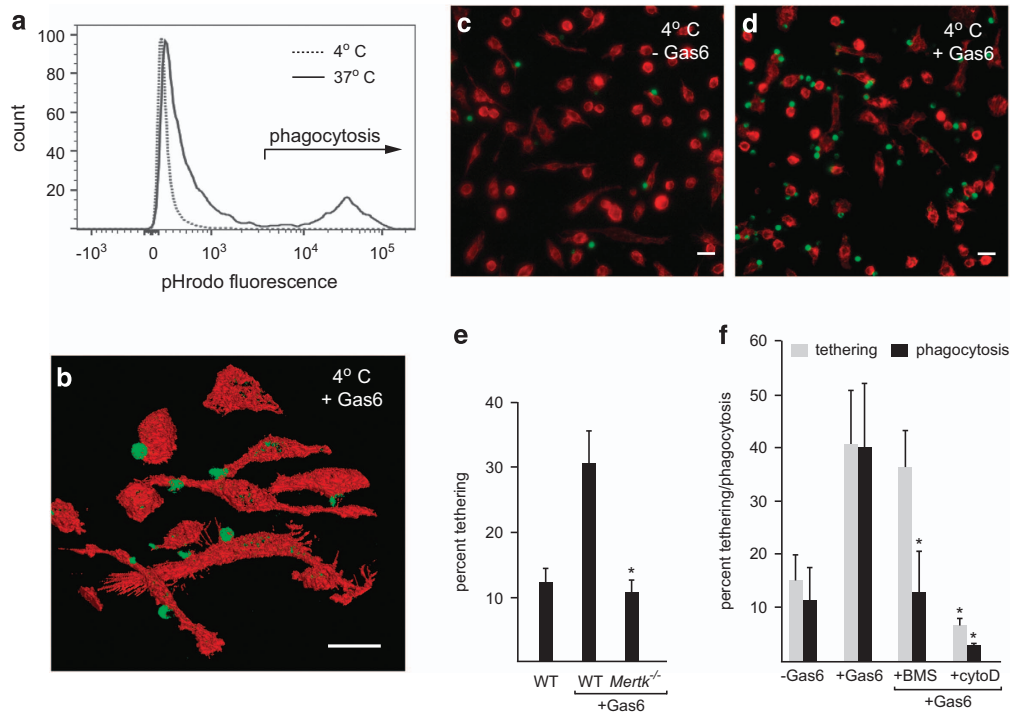 a
100
80
60
40
20
count
4° C
37° C
phagocytosis
-10³ 0 10³ 10⁴ 10⁵
pHrodo fluorescence
b
4° C
+ Gas6
c
4° C
- Gas6
d
4° C
+ Gas6
e
percent tethering
40
30
20
10
*
WT WT Mertk⁻/⁻
+Gas6
f
percent tethering/phagocytosis
60
50
40
30
20
10
tethering phagocytosis
*
* *
-Gas6 +Gas6 +BMS +cytoD
+Gas6